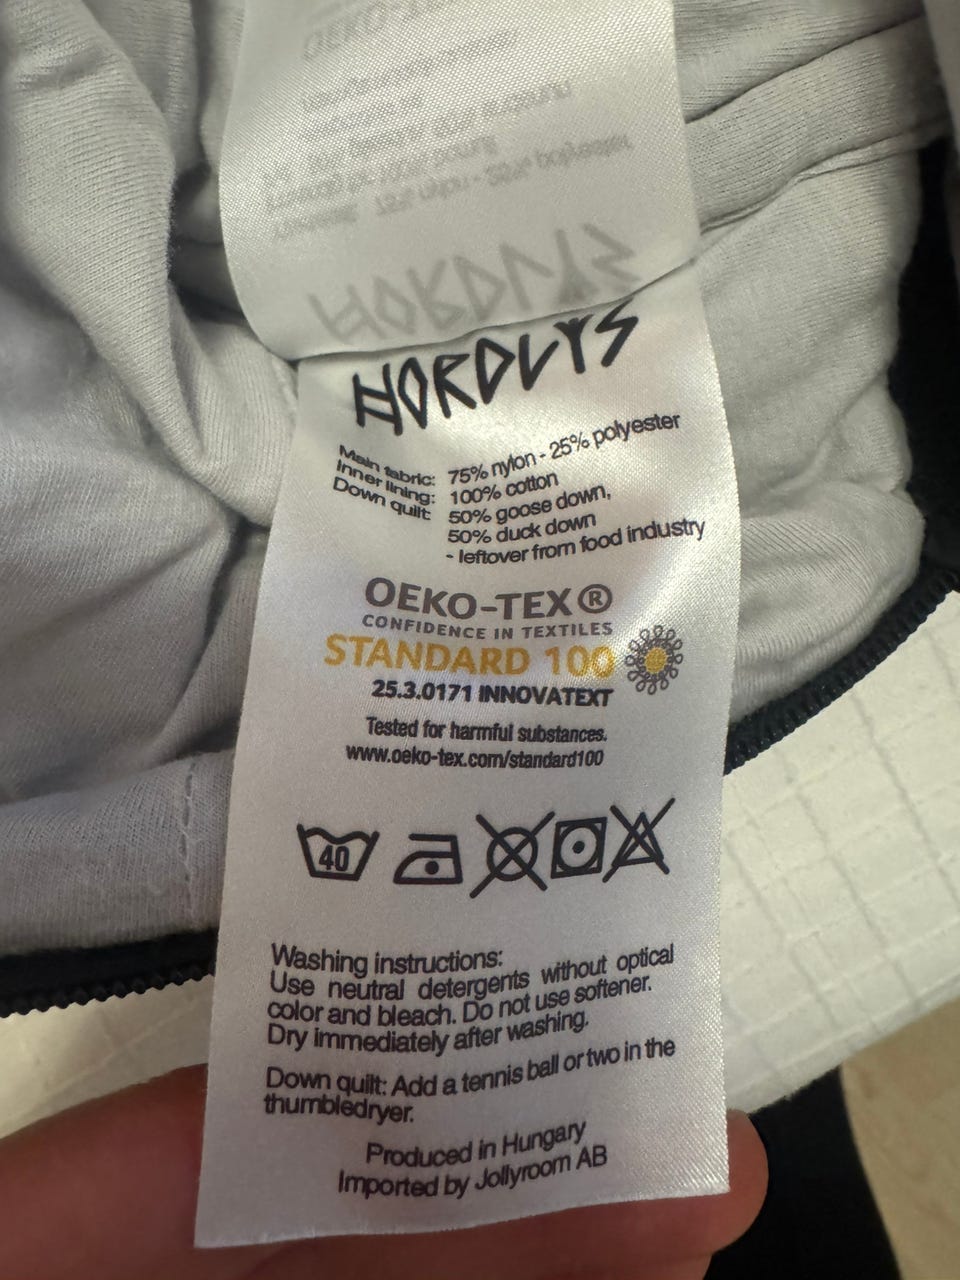 HORDLYS
Main fabric: 75% nylon - 25% polyester
Inner lining: 100% cotton
Down quilt: 50% goose down,
50% duck down
- leftover from food industry
OEKO-TEX®
CONFIDENCE IN TEXTILES
STANDARD 100
25.3.0171 INNOVATEXT
Tested for harmful substances.
www.oeko-tex.com/standard100
40
Washing instructions:
Use neutral detergents without optical
color and bleach. Do not use softener.
Dry immediately after washing.
Down quilt: Add a tennis ball or two in the
thumbledryer.
Produced in Hungary
Imported by Jollyroom AB